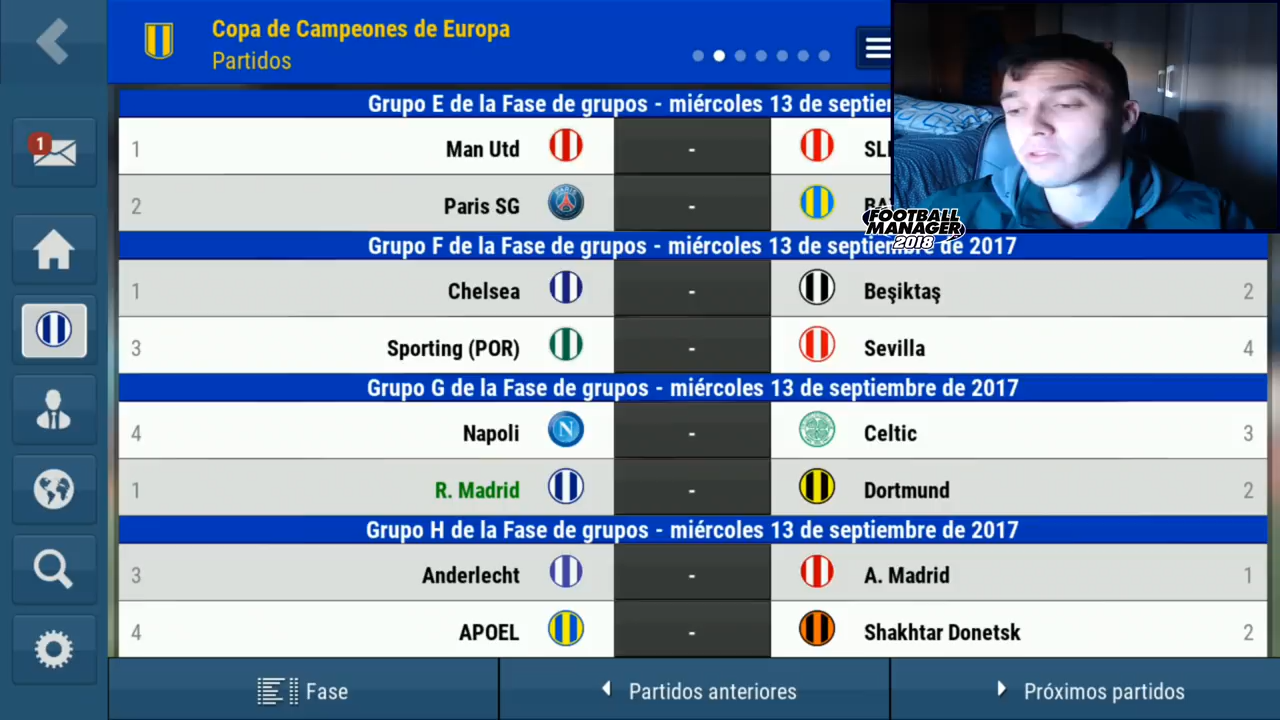 Copa de Campeones de Europa
Partidos
1
Grupo E de la Fase de grupos - miércoles 13 de
1 Man Utd -
2 Paris SG -
FOOTBALL MANAGER 2018
Grupo F de la Fase de grupos - miércoles 13 de septiembre de 2017
1 Chelsea - Beşiktaş 2
3 Sporting (POR) - Sevilla 4
Grupo G de la Fase de grupos - miércoles 13 de septiembre de 2017
4 Napoli - Celtic 3
1 R. Madrid - Dortmund 2
Grupo H de la Fase de grupos - miércoles 13 de septiembre de 2017
3 Anderlecht - A. Madrid 1
4 APOEL - Shakhtar Donetsk 2
Fase Partidos anteriores Próximos partidos